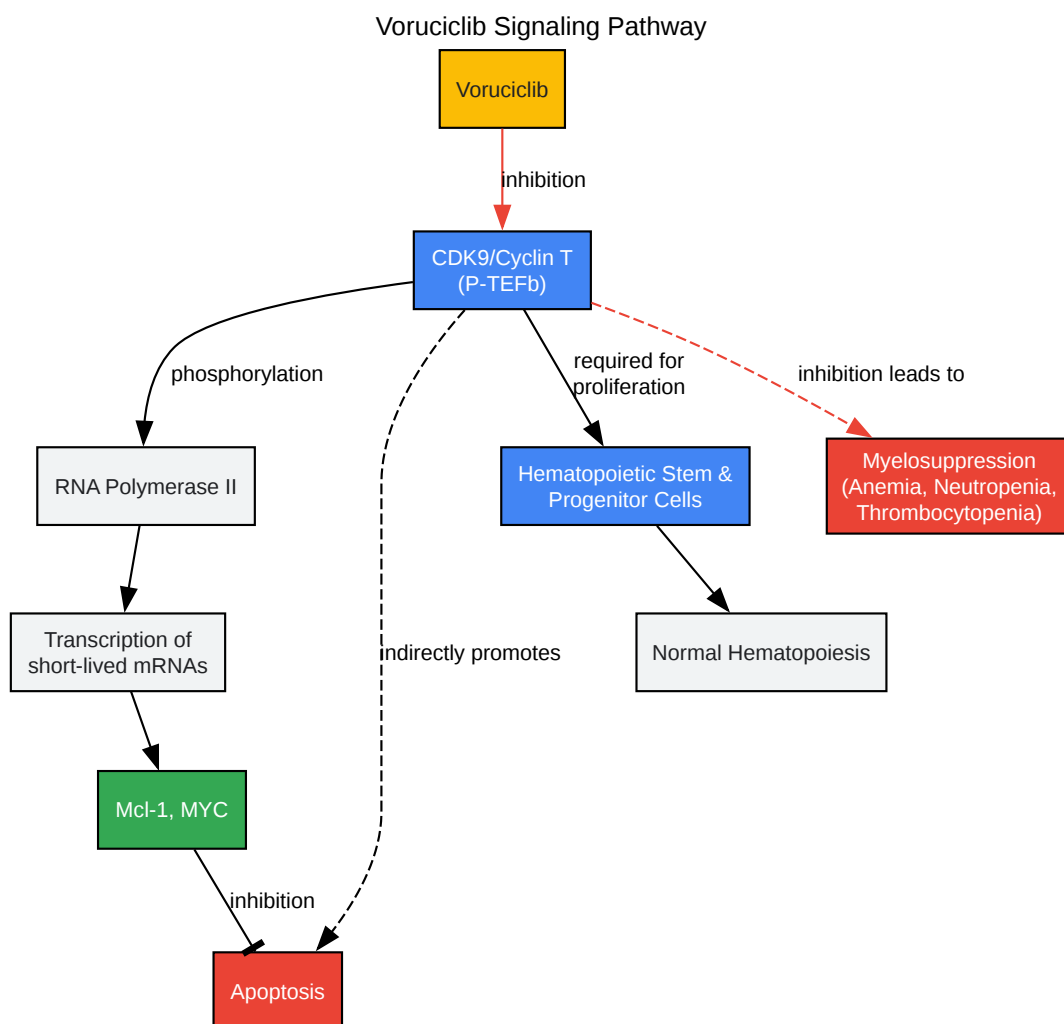 Voruciclib Signaling Pathway
Voruciclib
inhibition
CDK9/Cyclin T
(P-TEFb)
phosphorylation
required for
proliferation
inhibition leads to
RNA Polymerase II
Hematopoietic Stem &
Progenitor Cells
Myelosuppression
(Anemia, Neutropenia,
Thrombocytopenia)
Transcription of
short-lived mRNAs
indirectly promotes
Normal Hematopoiesis
Mcl-1, MYC
inhibition
Apoptosis